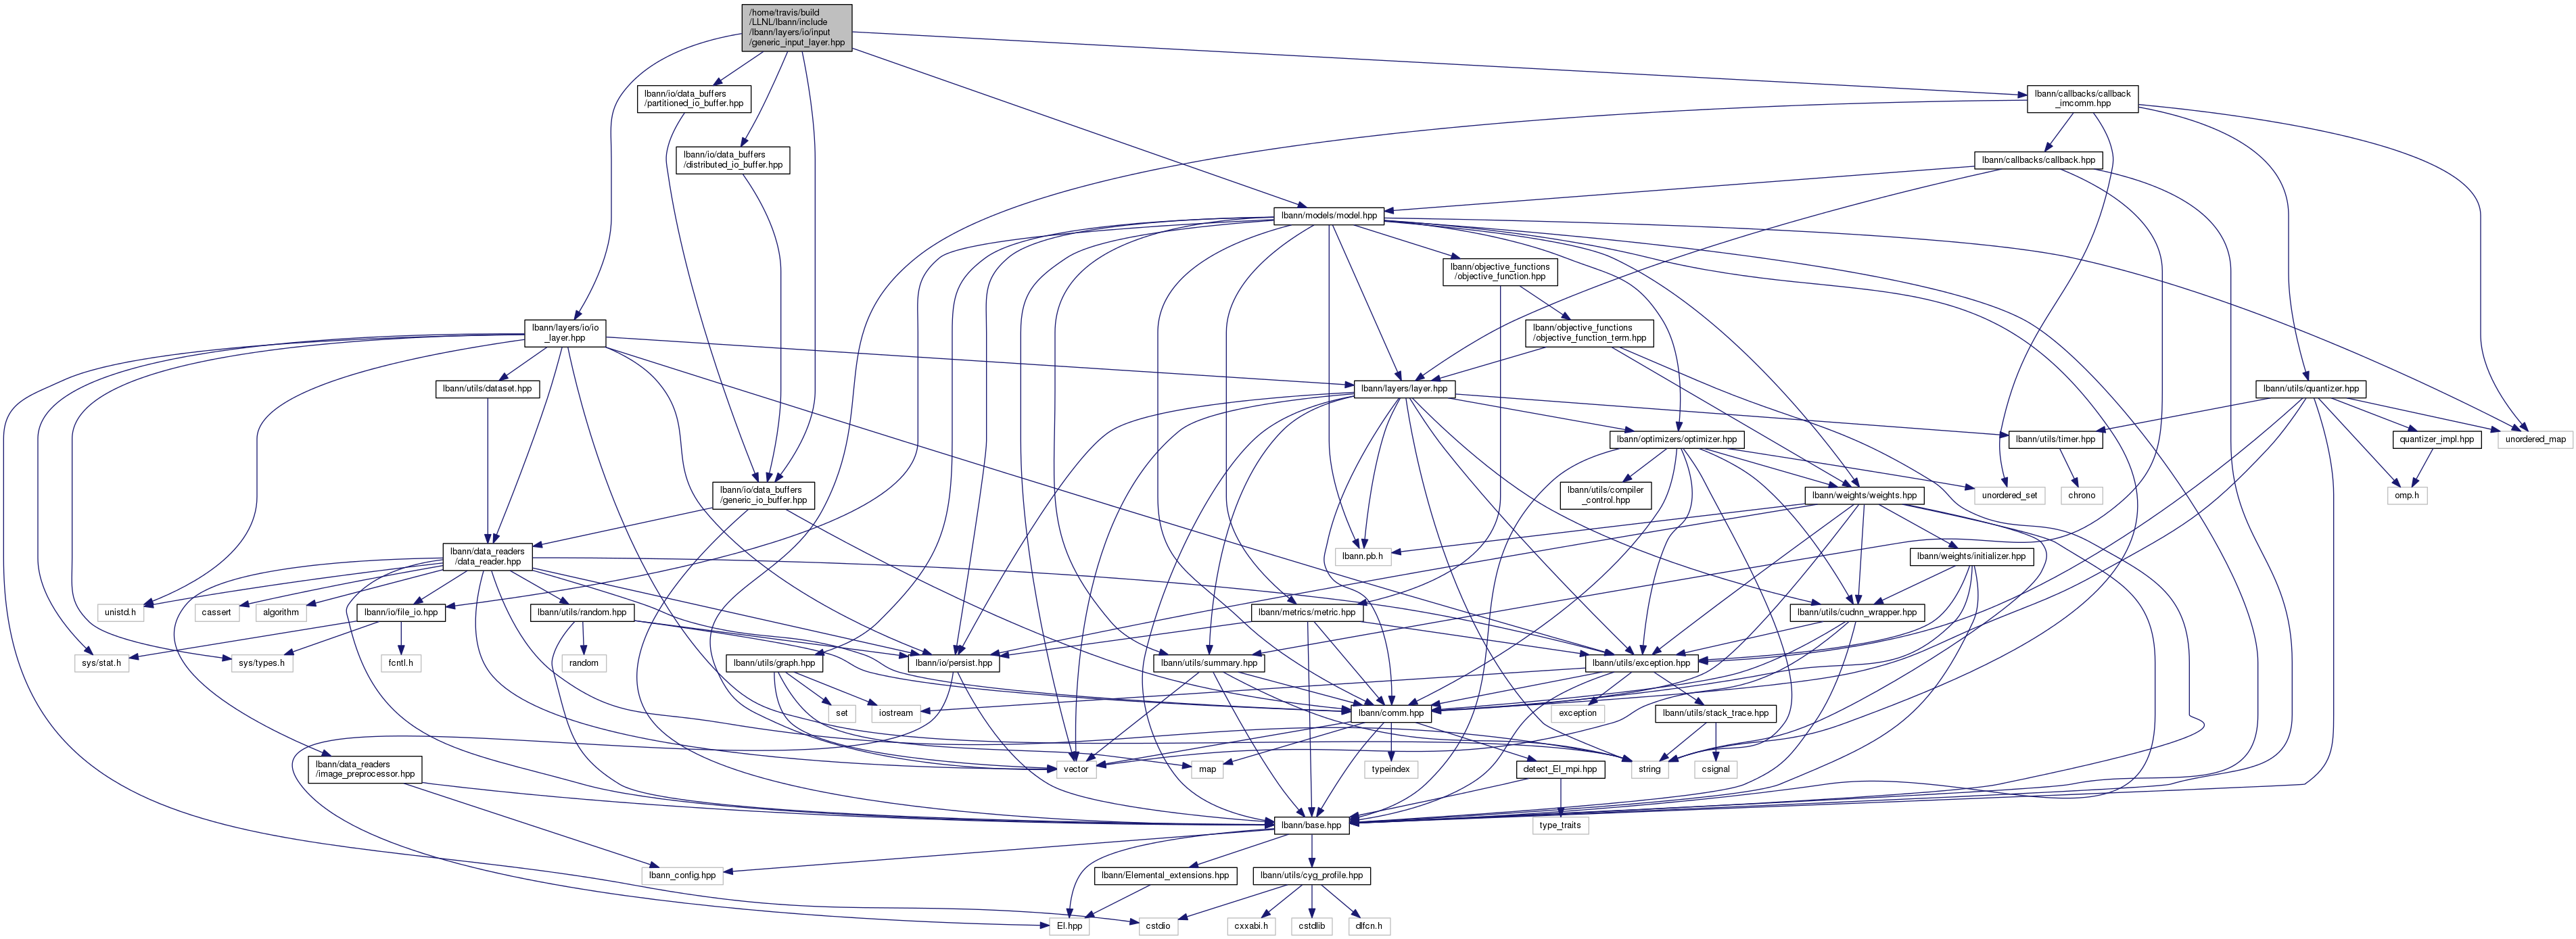 /home/travis/build
/LLNL/lbann/include
/lbann/layers/io/input
/generic_input_layer.hpp
lbann/io/data_buffers
/partitioned_io_buffer.hpp
lbann/callbacks/callback
_imcomm.hpp
lbann/io/data_buffers
/distributed_io_buffer.hpp
lbann/callbacks/callback.hpp
lbann/models/model.hpp
lbann/objective_functions
/objective_function.hpp
lbann/layers/io/io
_layer.hpp
lbann/objective_functions
/objective_function_term.hpp
lbann/utils/dataset.hpp
lbann/layers/layer.hpp
lbann/utils/quantizer.hpp
lbann/optimizers/optimizer.hpp
lbann/utils/timer.hpp
quantizer_impl.hpp
unordered_map
lbann/io/data_buffers
/generic_io_buffer.hpp
lbann/utils/compiler
_control.hpp
lbann/weights/weights.hpp
unordered_set
chrono
omp.h
lbann/data_readers
/data_reader.hpp
lbann.pb.h
lbann/weights/initializer.hpp
unistd.h
cassert
algorithm
lbann/io/file_io.hpp
lbann/utils/random.hpp
lbann/metrics/metric.hpp
lbann/utils/cudnn_wrapper.hpp
sys/stat.h
sys/types.h
fcntl.h
random
lbann/utils/graph.hpp
lbann/io/persist.hpp
lbann/utils/summary.hpp
lbann/utils/exception.hpp
set
iostream
lbann/comm.hpp
exception
lbann/utils/stack_trace.hpp
lbann/data_readers
/image_preprocessor.hpp
vector
map
typeindex
detect_El_mpi.hpp
string
csignal
lbann/base.hpp
type_traits
lbann_config.hpp
lbann/Elemental_extensions.hpp
lbann/utils/cyg_profile.hpp
El.hpp
cstdio
cxxabi.h
cstdlib
dlfcn.h